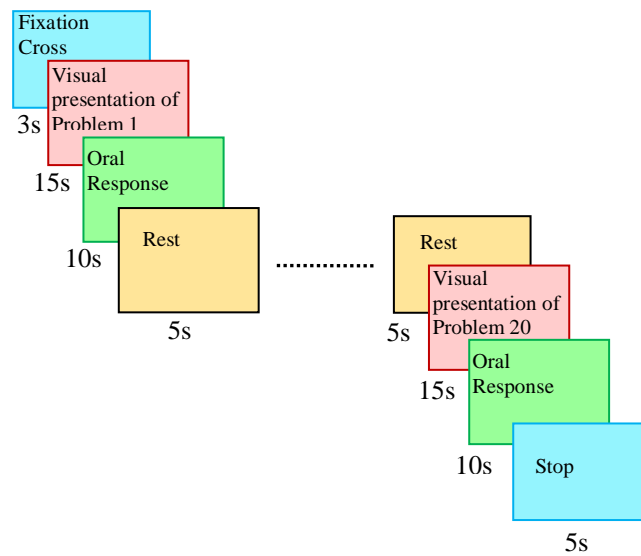 Fixation
Cross
3s
Visual
presentation of
Problem 1
15s
Oral
Response
10s
Rest
5s
Rest
5s
Visual
presentation of
Problem 20
15s
Oral
Response
10s
Stop
5s